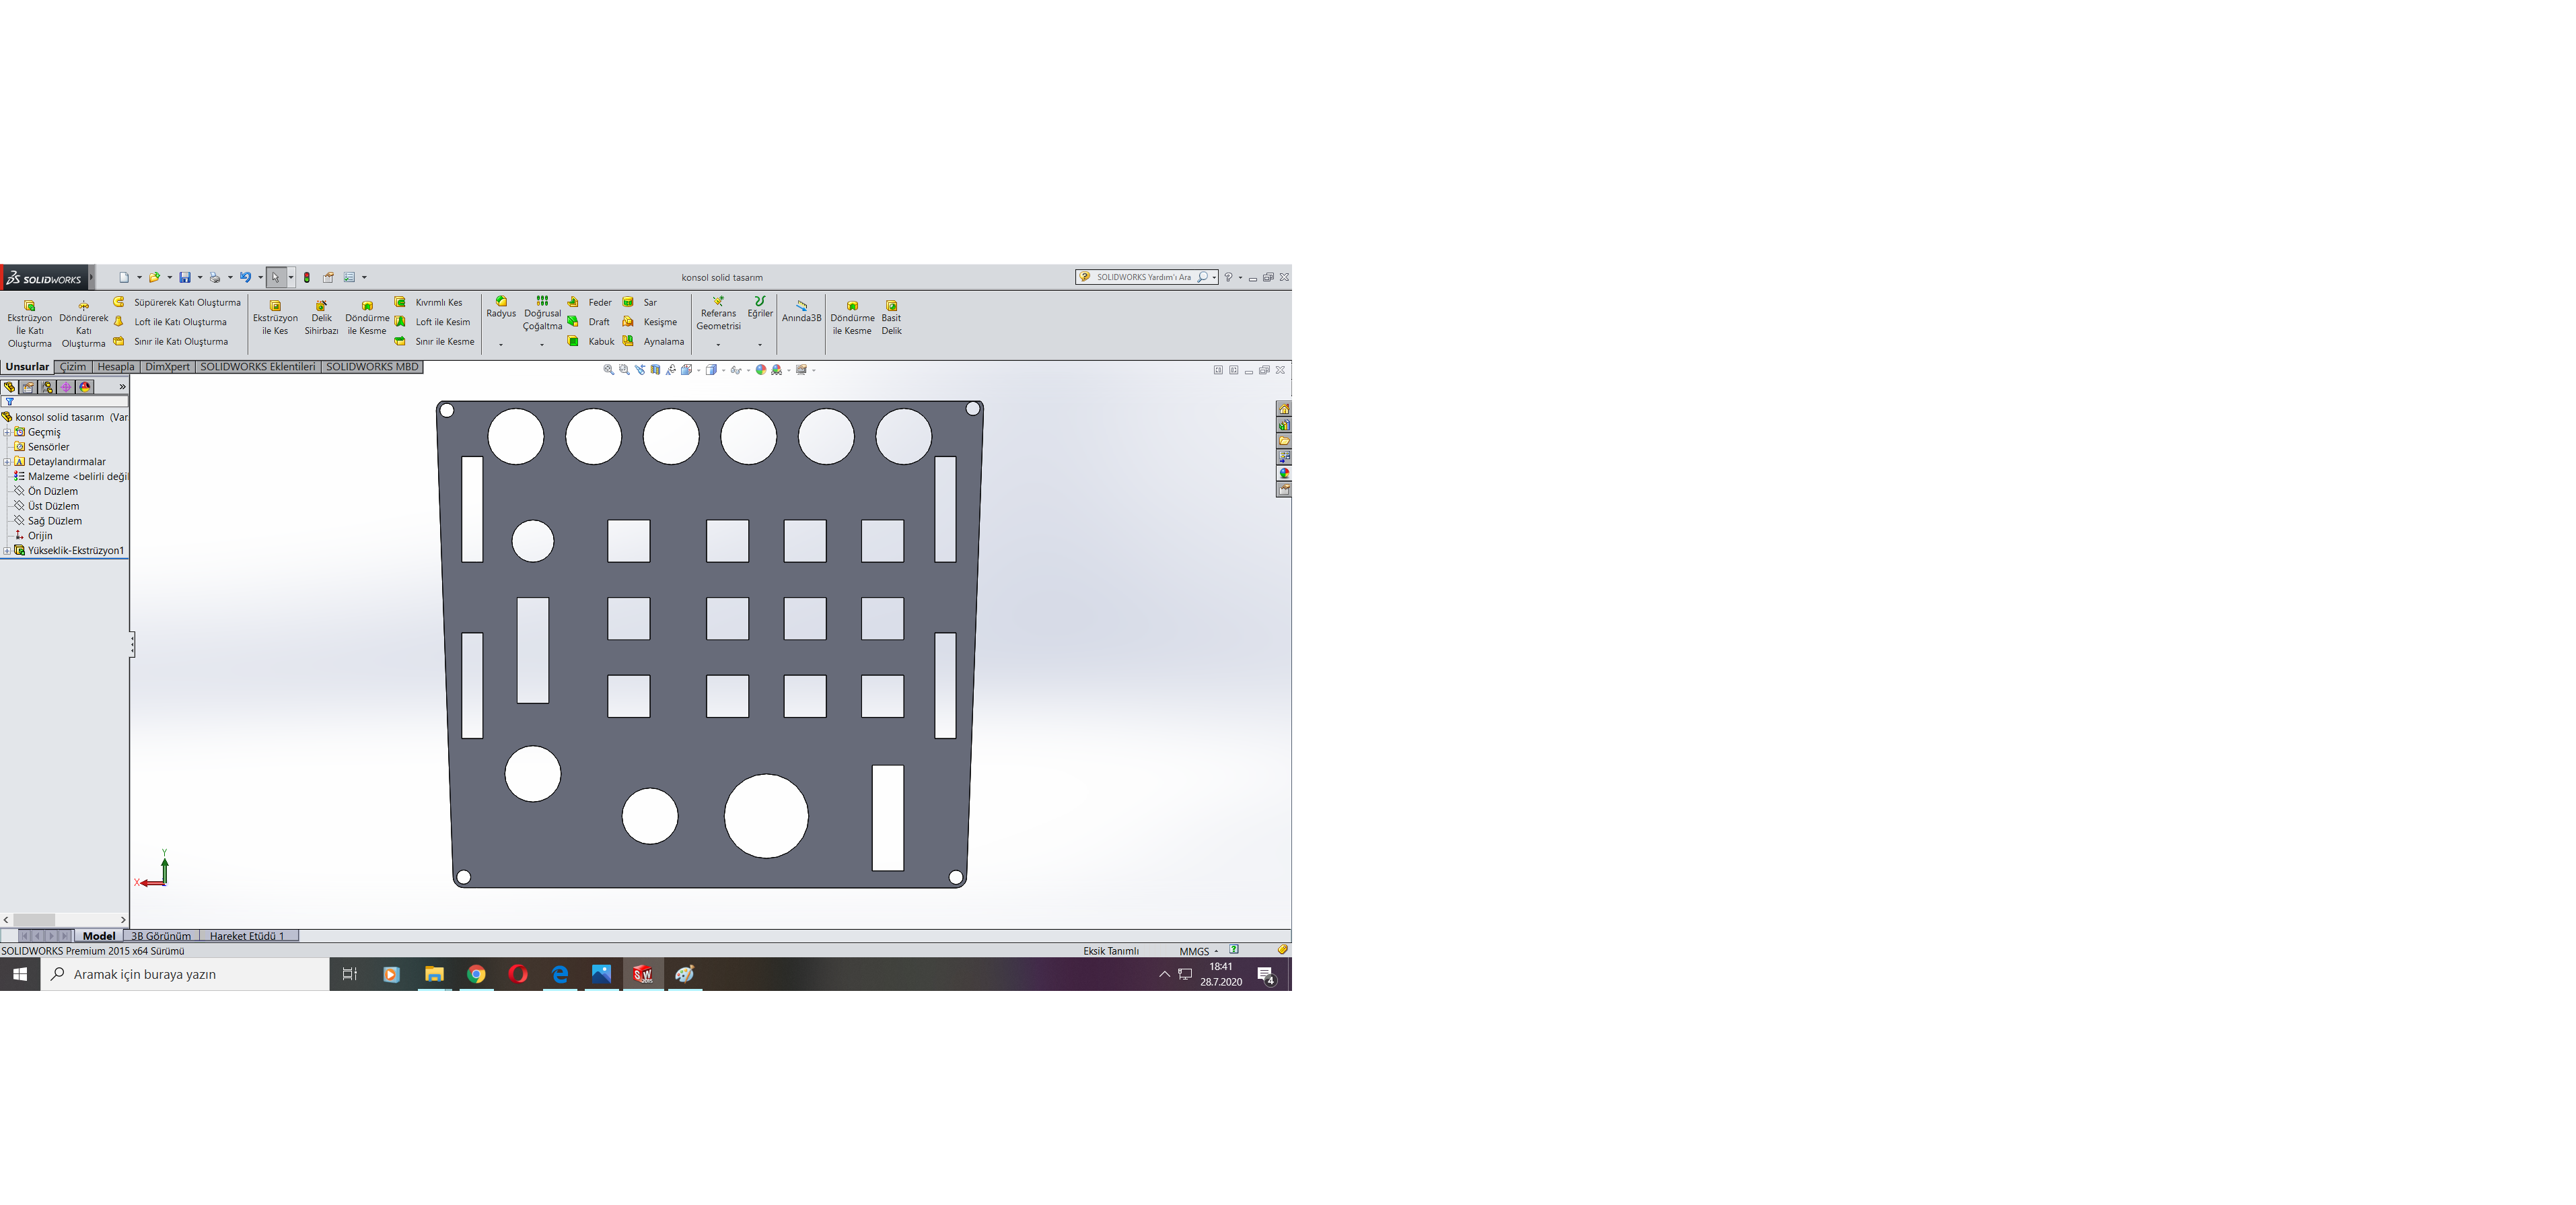 SOLIDWORKS
konsol solid tasarım
SOLIDWORKS Yardım'ı Ara
Ekstrüzyon İle Katı Oluşturma
Döndürerek Katı Oluşturma
Süpürerek Katı Oluşturma
Loft ile Katı Oluşturma
Sınır ile Katı Oluşturma
Ekstrüzyon ile Kes
Delik Sihirbazı
Döndürme ile Kesme
Kıvrımlı Kes
Loft ile Kesim
Sınır ile Kesme
Radyus
Doğrusal Çoğaltma
Feder
Draft
Kabuk
Sar
Kesişme
Aynalama
Referans Geometrisi
Eğriler
Anında3B
Döndürme ile Kesme
Basit Delik
Unsurlar
Çizim
Hesapla
DimXpert
SOLIDWORKS Eklentileri
SOLIDWORKS MBD
konsol solid tasarım (Var
Geçmiş
Sensörler
Detaylandırmalar
Malzeme <belirli değil
Ön Düzlem
Üst Düzlem
Sağ Düzlem
Orijin
Yükseklik-Ekstrüzyon1
Y
X
Model
3B Görünüm
Hareket Etüdü 1
SOLIDWORKS Premium 2015 x64 Sürümü
Eksik Tanımlı
MMGS
Aramak için buraya yazın
18:41
28.7.2020
4